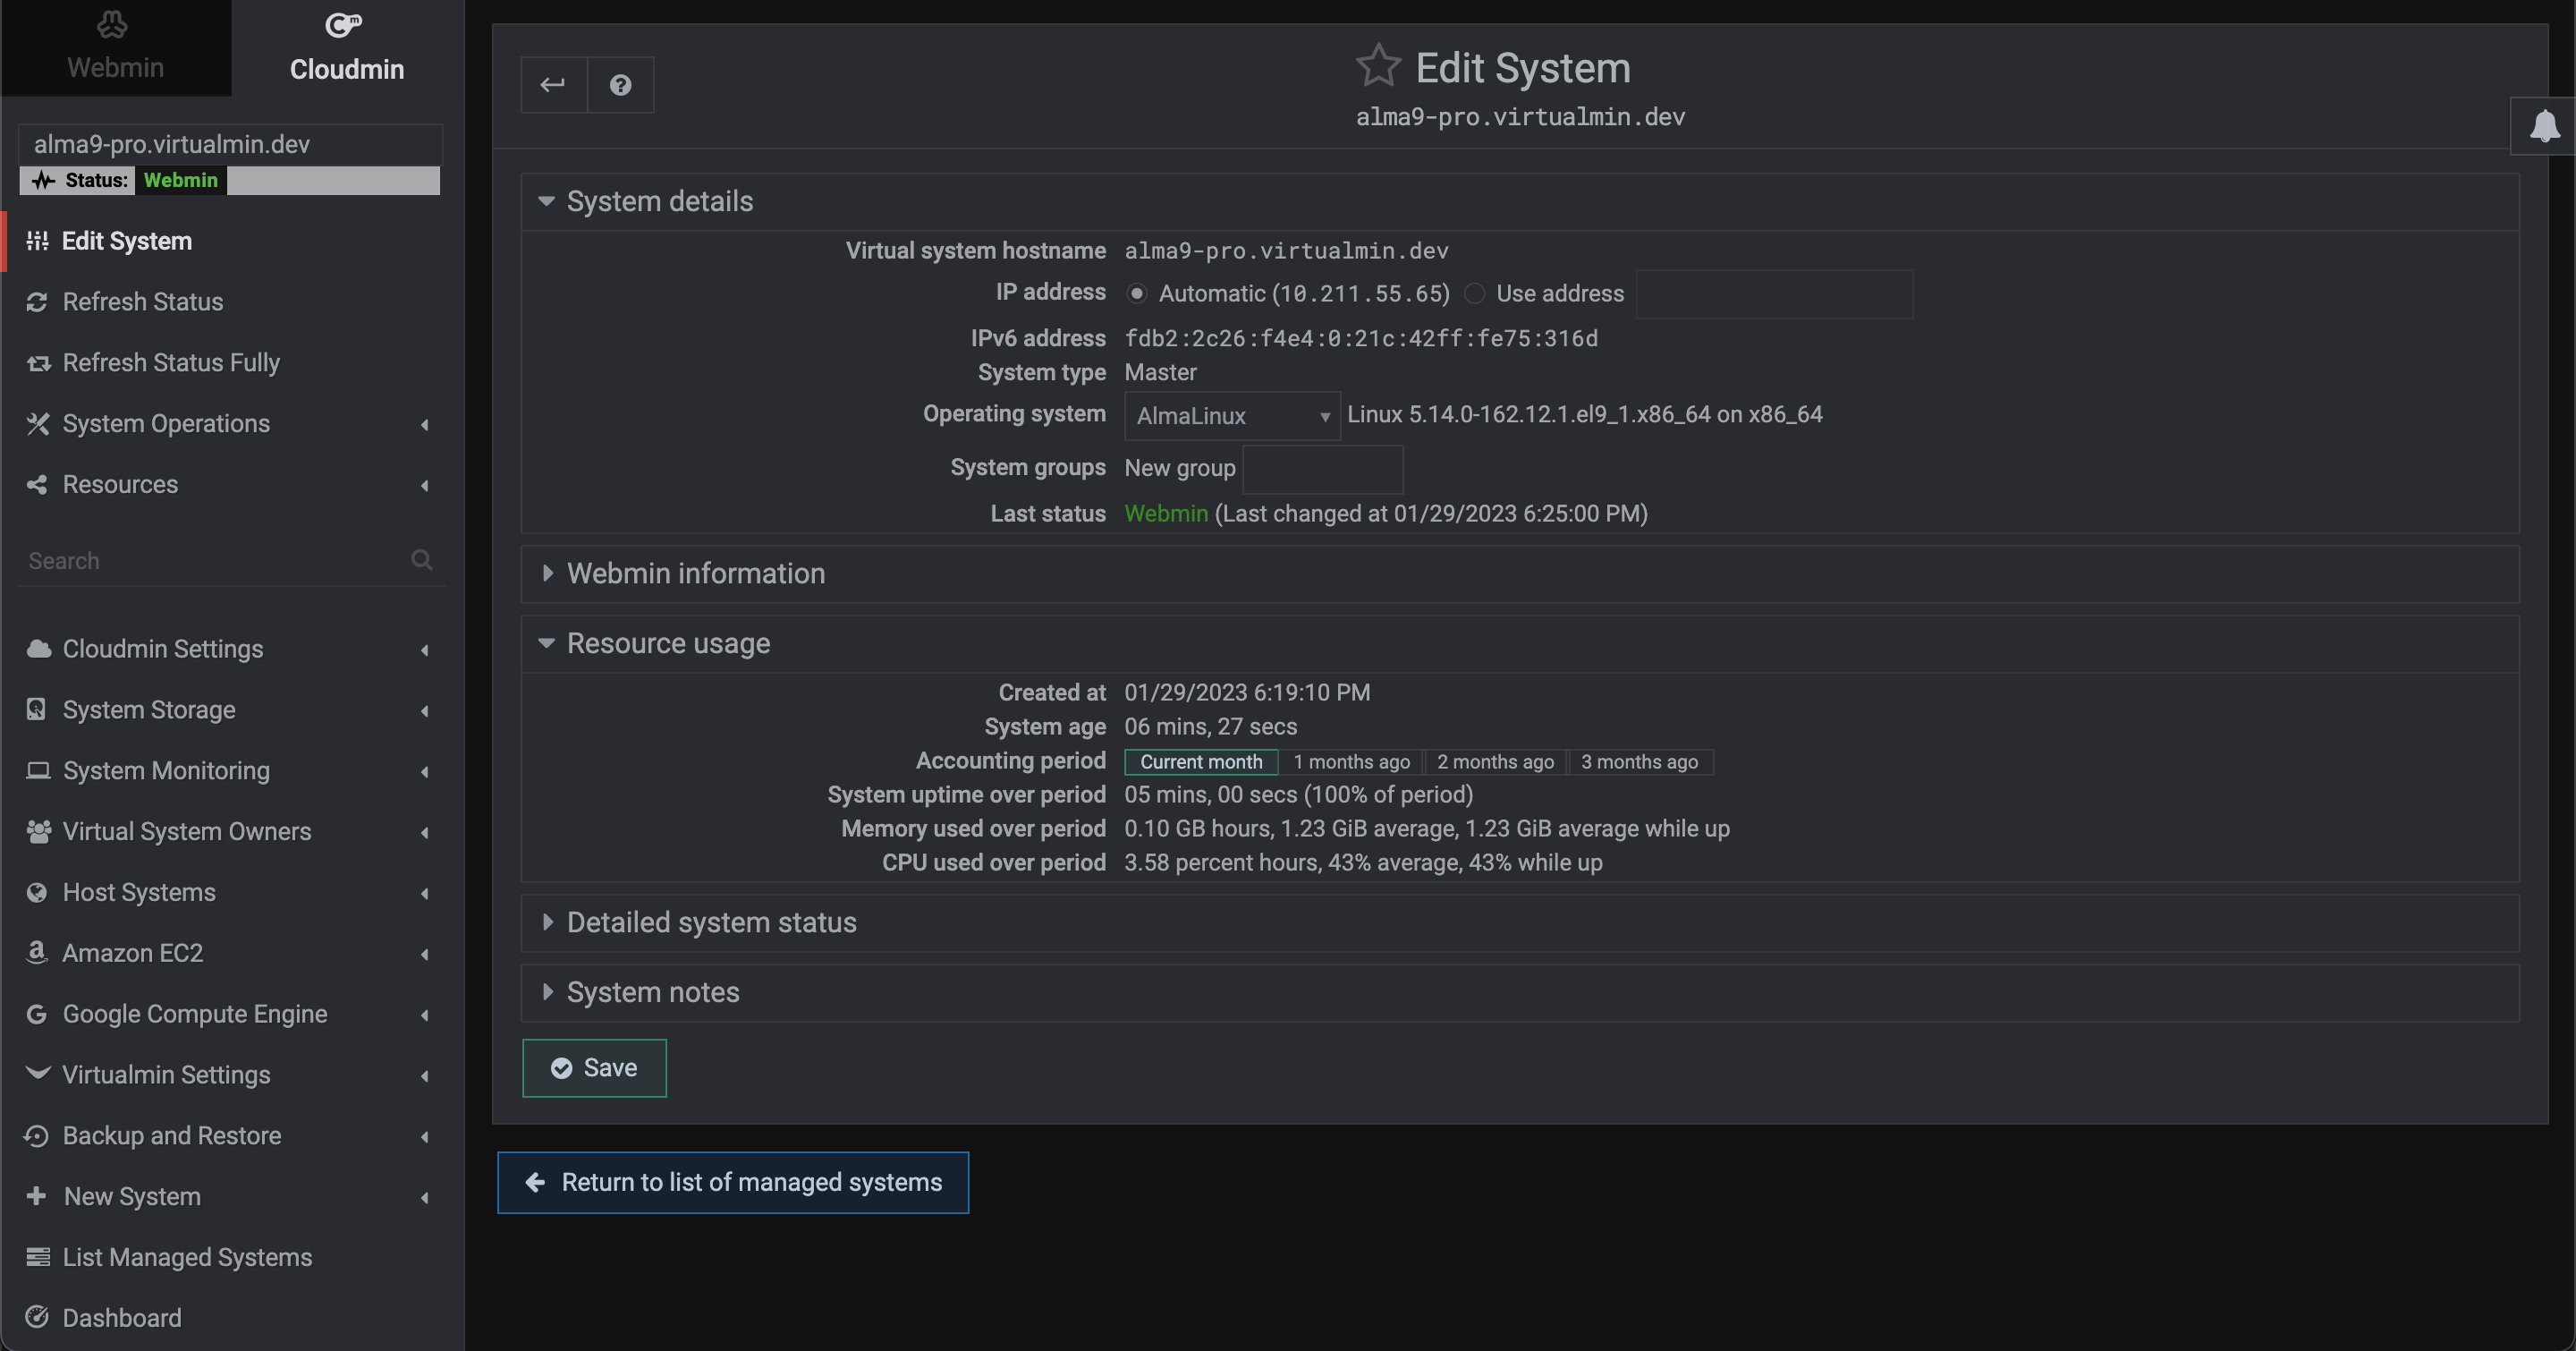 Webmin
Cloudmin
alma9-pro.virtualmin.dev
Status: Webmin
Edit System
Refresh Status
Refresh Status Fully
System Operations
Resources
Search
Cloudmin Settings
System Storage
System Monitoring
Virtual System Owners
Host Systems
Amazon EC2
Google Compute Engine
Virtualmin Settings
Backup and Restore
New System
List Managed Systems
Dashboard
Edit System
alma9-pro.virtualmin.dev
System details
Virtual system hostname alma9-pro.virtualmin.dev
IP address Automatic (10.211.55.65) Use address
IPv6 address fdb2:2c26:f4e4:0:21c:42ff:fe75:316d
System type Master
Operating system AlmaLinux Linux 5.14.0-162.12.1.el9_1.x86_64 on x86_64
System groups New group
Last status Webmin (Last changed at 01/29/2023 6:25:00 PM)
Webmin information
Resource usage
Created at 01/29/2023 6:19:10 PM
System age 06 mins, 27 secs
Accounting period Current month 1 months ago 2 months ago 3 months ago
System uptime over period 05 mins, 00 secs (100% of period)
Memory used over period 0.10 GB hours, 1.23 GiB average, 1.23 GiB average while up
CPU used over period 3.58 percent hours, 43% average, 43% while up
Detailed system status
System notes
Save
Return to list of managed systems